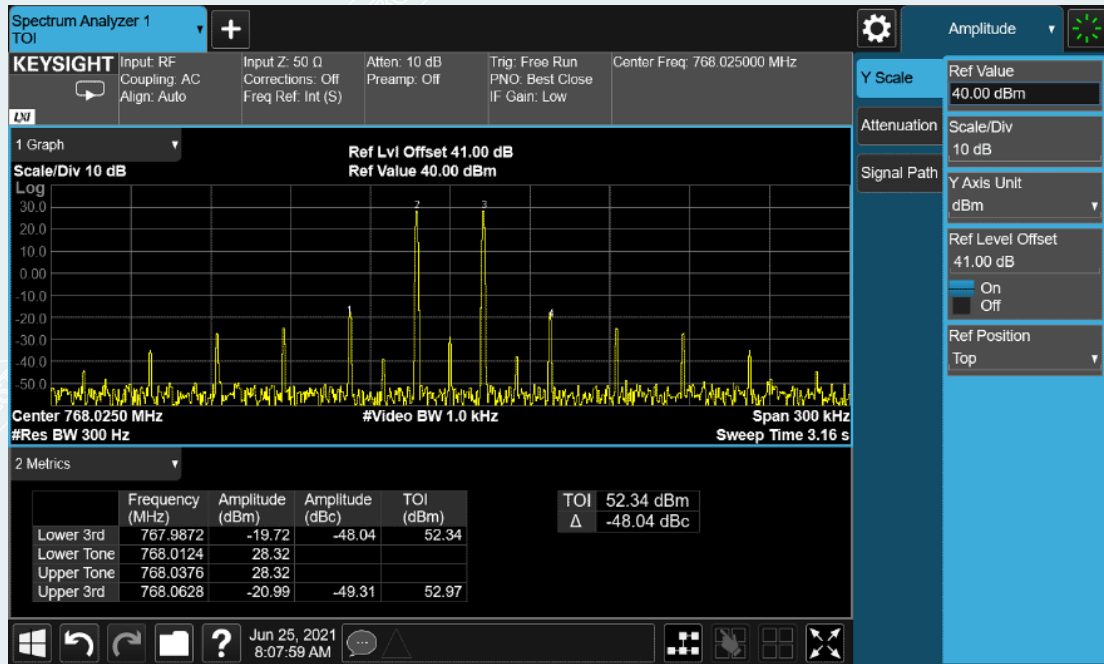 Spectrum Analyzer 1
TOI
+
Amplitude
KEYSIGHT
LXI
Input: RF
Coupling: AC
Align: Auto
Input Z: 50 Ω
Corrections: Off
Freq Ref: Int (S)
Atten: 10 dB
Preamp: Off
Trig: Free Run
PNO: Best Close
IF Gain: Low
Center Freq: 768.025000 MHz
Y Scale
Attenuation
Signal Path
Ref Value
40.00 dBm
Scale/Div
10 dB
Y Axis Unit
dBm
Ref Level Offset
41.00 dB
On
Off
Ref Position
Top
1 Graph
Scale/Div 10 dB
Log
Ref Lvl Offset 41.00 dB
Ref Value 40.00 dBm
30.0
20.0
10.0
0.00
-10.0
-20.0
-30.0
-40.0
-50.0
1
2
3
4
Center 768.0250 MHz
#Res BW 300 Hz
#Video BW 1.0 kHz
Span 300 kHz
Sweep Time 3.16 s
2 Metrics
Frequency (MHz) Amplitude (dBm) Amplitude (dBc) TOI (dBm)
Lower 3rd 767.9872 -19.72 -48.04 52.34
Lower Tone 768.0124 28.32
Upper Tone 768.0376 28.32
Upper 3rd 768.0628 -20.99 -49.31 52.97
TOI 52.34 dBm
Δ -48.04 dBc
?
Jun 25, 2021
8:07:59 AM